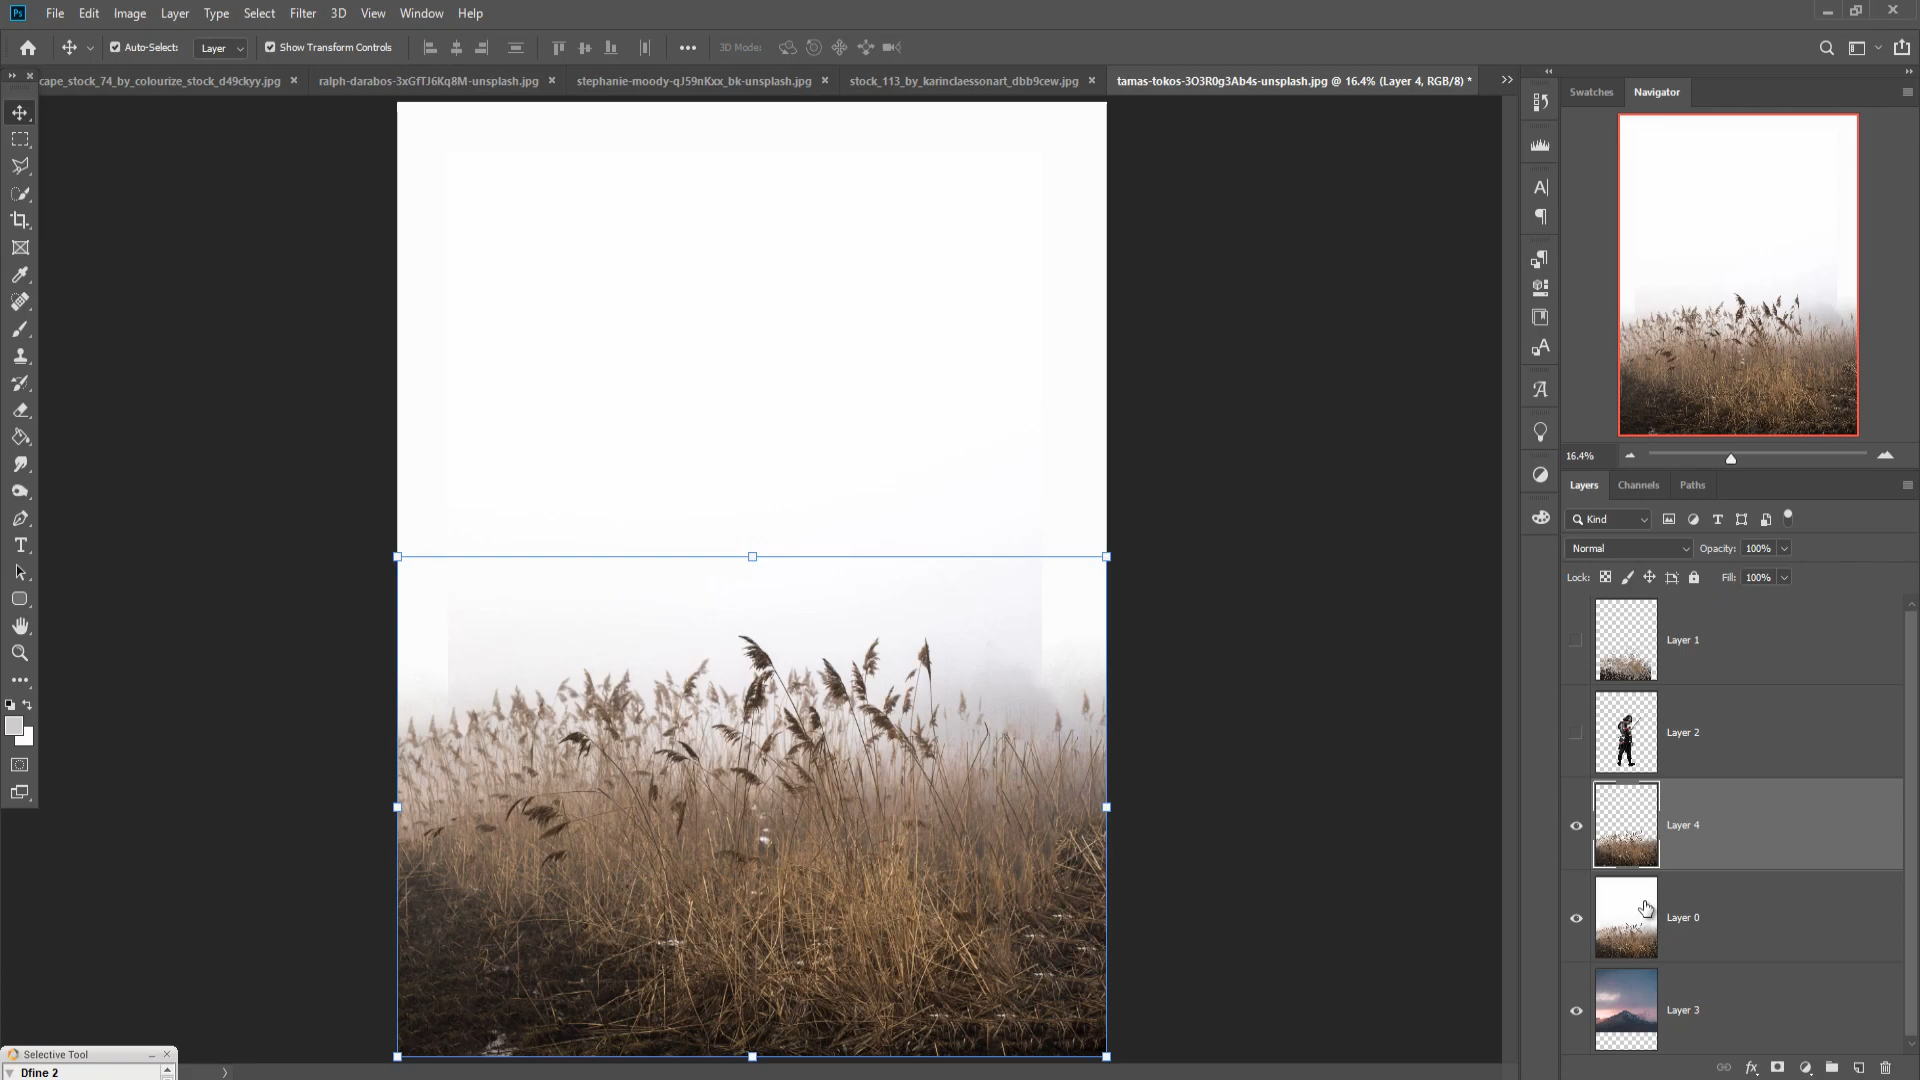 Ps File Edit Image Layer Type Select Filter 3D View Window Help
Auto-Select: Layer Show Transform Controls 3D Mode:
cape_stock_74_by_colourize_stock_d49ckyy.jpg × ralph-darabos-3xGfTJ6Kq8M-unsplash.jpg × stephanie-moody-qJ59nKxx_bk-unsplash.jpg × stock_113_by_karinclaessonart_dbb9cew.jpg × tamas-tokos-3O3R0g3Ab4s-unsplash.jpg @ 16.4% (Layer 4, RGB/8) *
Swatches Navigator
16.4%
Layers Channels Paths
Kind
Normal Opacity: 100%
Lock: Fill: 100%
Layer 1
Layer 2
Layer 4
Layer 0
Layer 3
Selective Tool
Dfine 2